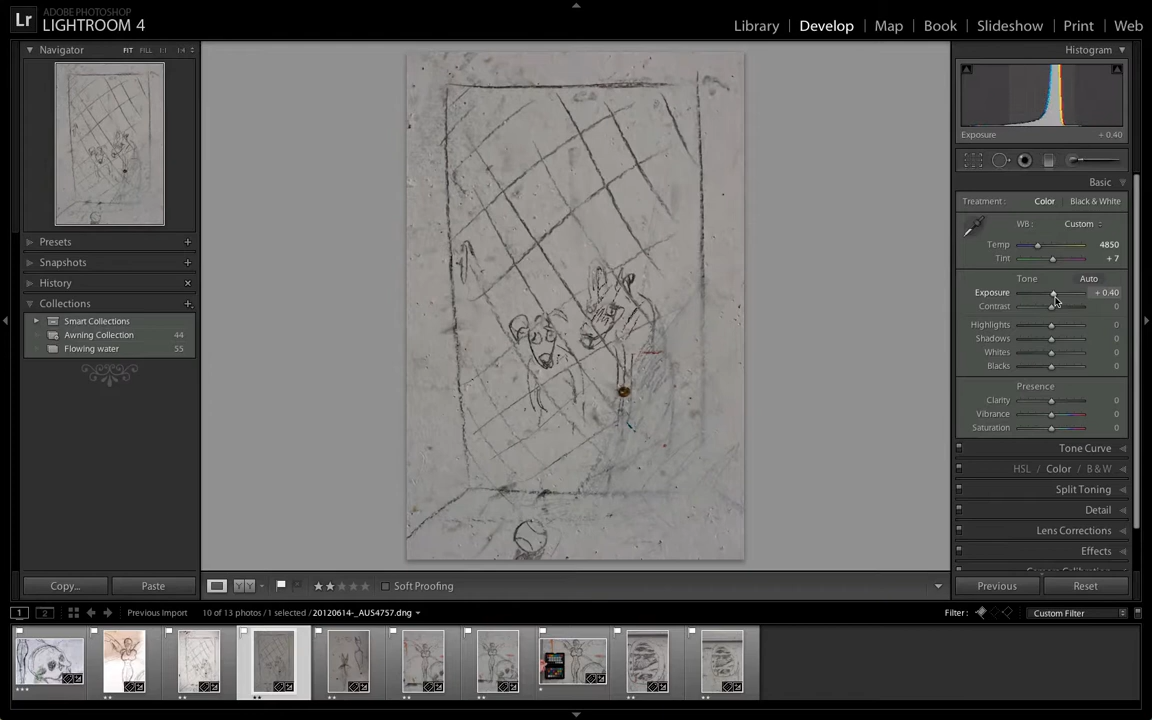 Lr
ADOBE PHOTOSHOP
LIGHTROOM 4
Library Develop Map Book Slideshow Print Web
Navigator FIT FILL 1:1 1:4
Histogram
Exposure + 0.40
Basic
Treatment : Color Black & White
WB : Custom
Temp 4850
Tint + 7
Tone Auto
Exposure + 0.40
Contrast 0
Highlights 0
Shadows 0
Whites 0
Blacks 0
Presence
Clarity 0
Vibrance 0
Saturation 0
Tone Curve
HSL / Color / B & W
Split Toning
Detail
Lens Corrections
Effects
Presets
Snapshots
History
Collections
Smart Collections
Awning Collection 44
Flowing water 55
Copy... Paste
YY
Soft Proofing
Previous Reset
1 2
Previous Import 10 of 13 photos / 1 selected / 20120614-_AUS4757.dng
Filter : Custom Filter